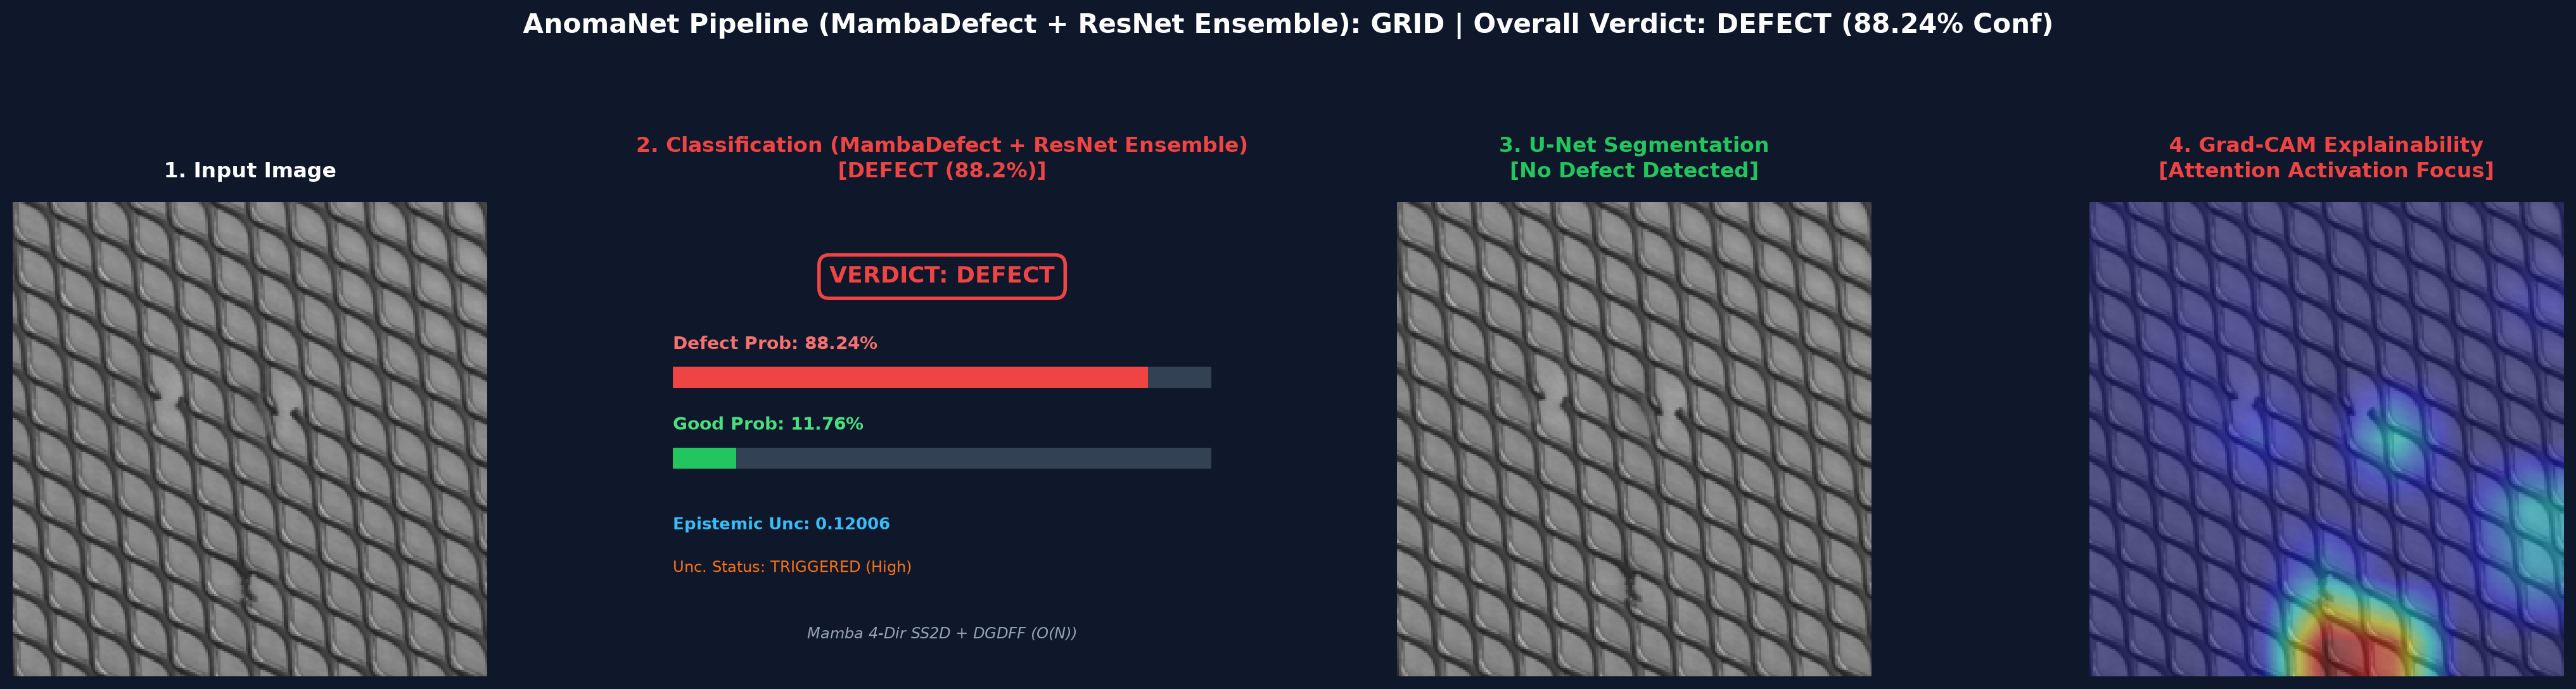 AnomaNet Pipeline (MambaDefect + ResNet Ensemble): GRID | Overall Verdict: DEFECT (88.24% Conf)
1. Input Image
2. Classification (MambaDefect + ResNet Ensemble)
[DEFECT (88.2%)]
VERDICT: DEFECT
Defect Prob: 88.24%
Good Prob: 11.76%
Epistemic Unc: 0.12006
Unc. Status: TRIGGERED (High)
Mamba 4-Dir SS2D + DGDFF (O(N))
3. U-Net Segmentation
[No Defect Detected]
4. Grad-CAM Explainability
[Attention Activation Focus]